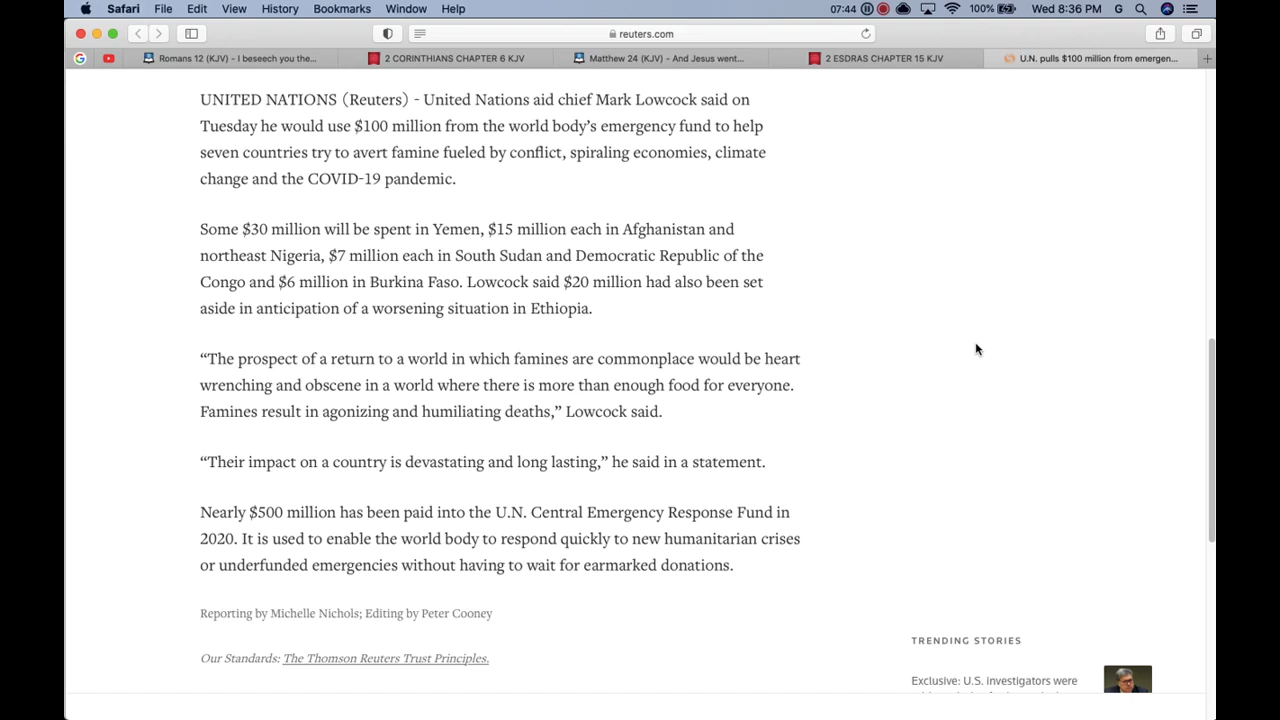 Safari File Edit View History Bookmarks Window Help 07:44 100% Wed 8:36 PM G
reuters.com
Romans 12 (KJV) - I beseech you the... 2 CORINTHIANS CHAPTER 6 KJV Matthew 24 (KJV) - And Jesus went... 2 ESDRAS CHAPTER 15 KJV U.N. pulls $100 million from emergen...
UNITED NATIONS (Reuters) - United Nations aid chief Mark Lowcock said on
Tuesday he would use $100 million from the world body’s emergency fund to help
seven countries try to avert famine fueled by conflict, spiraling economies, climate
change and the COVID-19 pandemic.
Some $30 million will be spent in Yemen, $15 million each in Afghanistan and
northeast Nigeria, $7 million each in South Sudan and Democratic Republic of the
Congo and $6 million in Burkina Faso. Lowcock said $20 million had also been set
aside in anticipation of a worsening situation in Ethiopia.
“The prospect of a return to a world in which famines are commonplace would be heart
wrenching and obscene in a world where there is more than enough food for everyone.
Famines result in agonizing and humiliating deaths,” Lowcock said.
“Their impact on a country is devastating and long lasting,” he said in a statement.
Nearly $500 million has been paid into the U.N. Central Emergency Response Fund in
2020. It is used to enable the world body to respond quickly to new humanitarian crises
or underfunded emergencies without having to wait for earmarked donations.
Reporting by Michelle Nichols; Editing by Peter Cooney
Our Standards: The Thomson Reuters Trust Principles.
TRENDING STORIES
Exclusive: U.S. investigators were